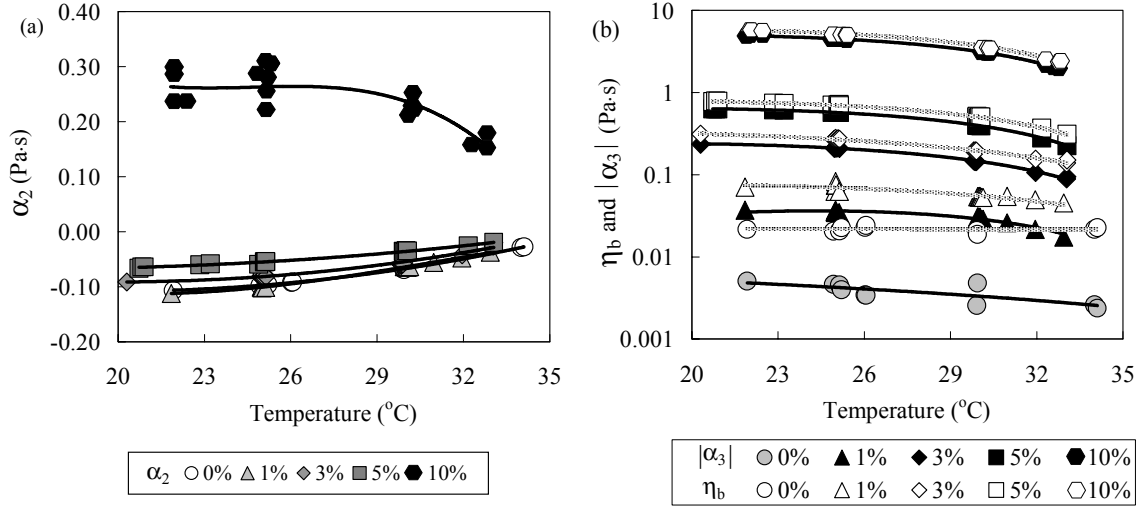 (a)
0.40
0.30
0.20
0.10
0.00
-0.10
-0.20
α2 (Pa·s)
20 23 26 29 32 35
Temperature (oC)
α2 0% 1% 3% 5% 10%
(b)
10
1
0.1
0.01
0.001
ηb and |α3| (Pa·s)
20 23 26 29 32 35
Temperature (oC)
|α3| 0% 1% 3% 5% 10%
ηb 0% 1% 3% 5% 10%